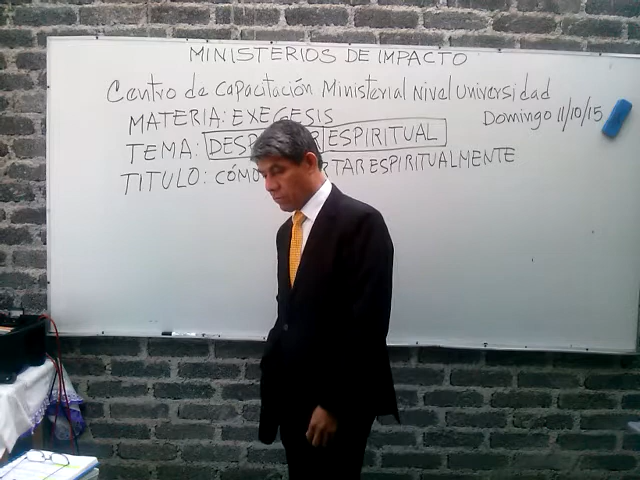 MINISTERIOS DE IMPACTO
Centro de Capacitación Ministerial Nivel Universidad
MATERIA: EXEGESIS
Domingo 11/10/15
TEMA: ESPIRITUAL
TITULO: CÓMO ESPIRITUALMENTE